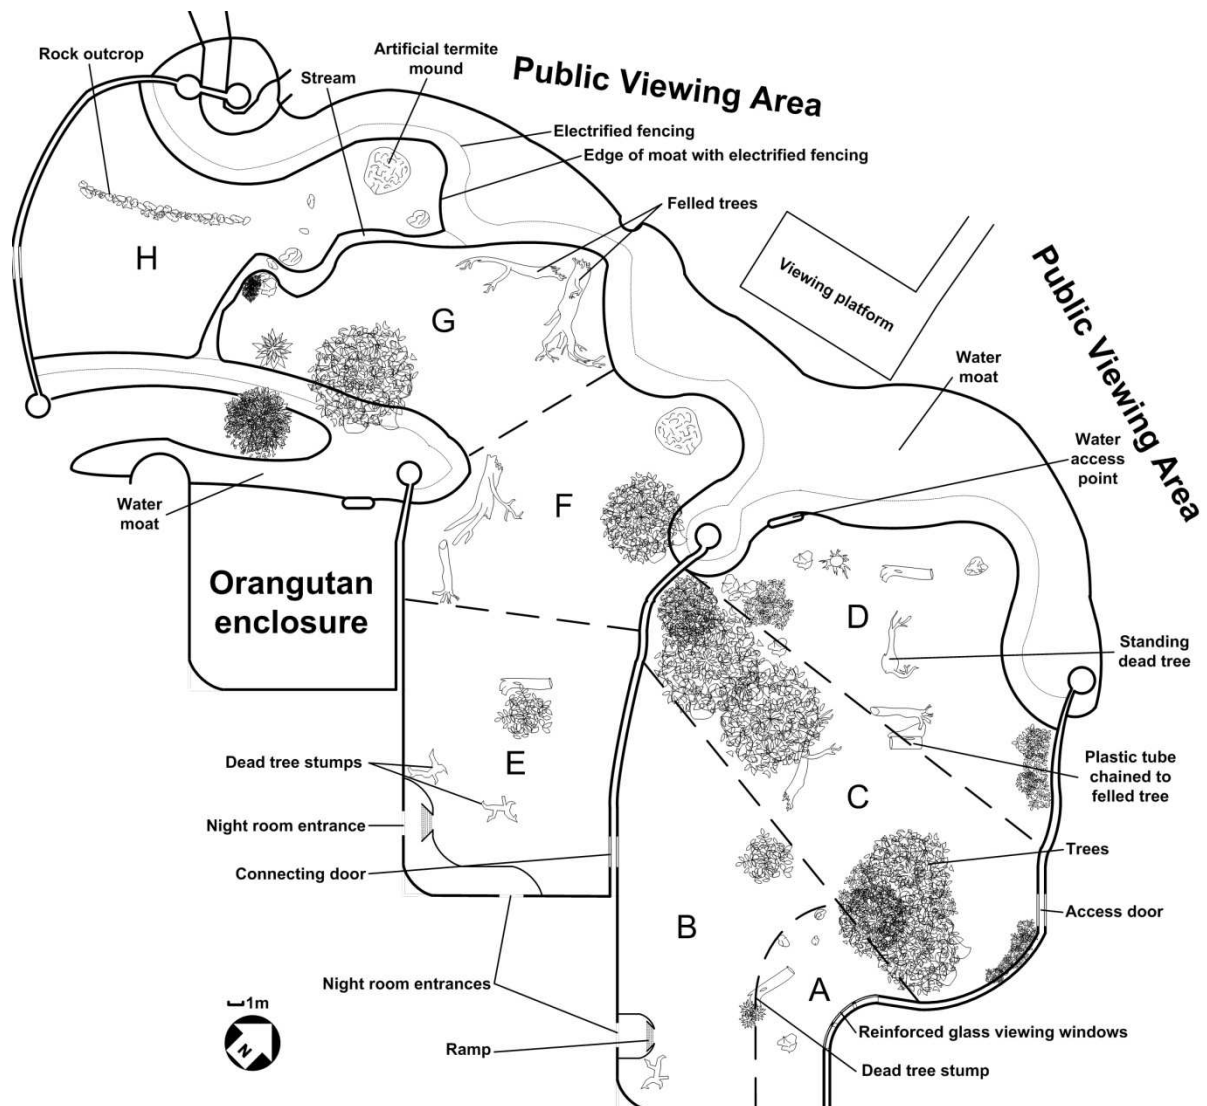 Rock outcrop
Artificial termite
mound
Stream
Public Viewing Area
Electrified fencing
Edge of moat with electrified fencing
Felled trees
H
G
Viewing platform
Public Viewing Area
Water
moat
Water
access
point
Water
moat
F
Orangutan
enclosure
D
Standing
dead tree
E
Dead tree stumps
Plastic tube
chained to
felled tree
C
Night room entrance
Connecting door
Trees
Access door
B
Night room entrances
A
1m
N
Reinforced glass viewing windows
Ramp
Dead tree stump